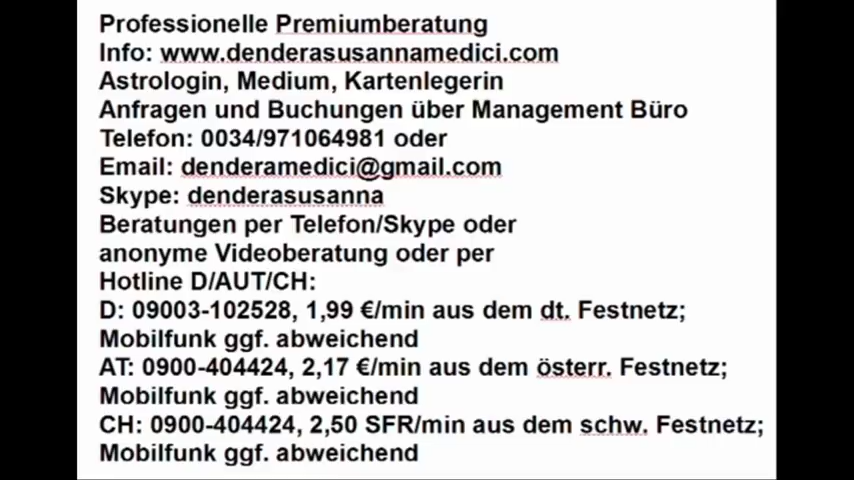 Professionelle Premiumberatung
Info: www.denderasusannamedici.com
Astrologin, Medium, Kartenlegerin
Anfragen und Buchungen über Management Büro
Telefon: 0034/971064981 oder
Email: denderamedici@gmail.com
Skype: denderasusanna
Beratungen per Telefon/Skype oder
anonyme Videoberatung oder per
Hotline D/AUT/CH:
D: 09003-102528, 1,99 €/min aus dem dt. Festnetz;
Mobilfunk ggf. abweichend
AT: 0900-404424, 2,17 €/min aus dem österr. Festnetz;
Mobilfunk ggf. abweichend
CH: 0900-404424, 2,50 SFR/min aus dem schw. Festnetz;
Mobilfunk ggf. abweichend